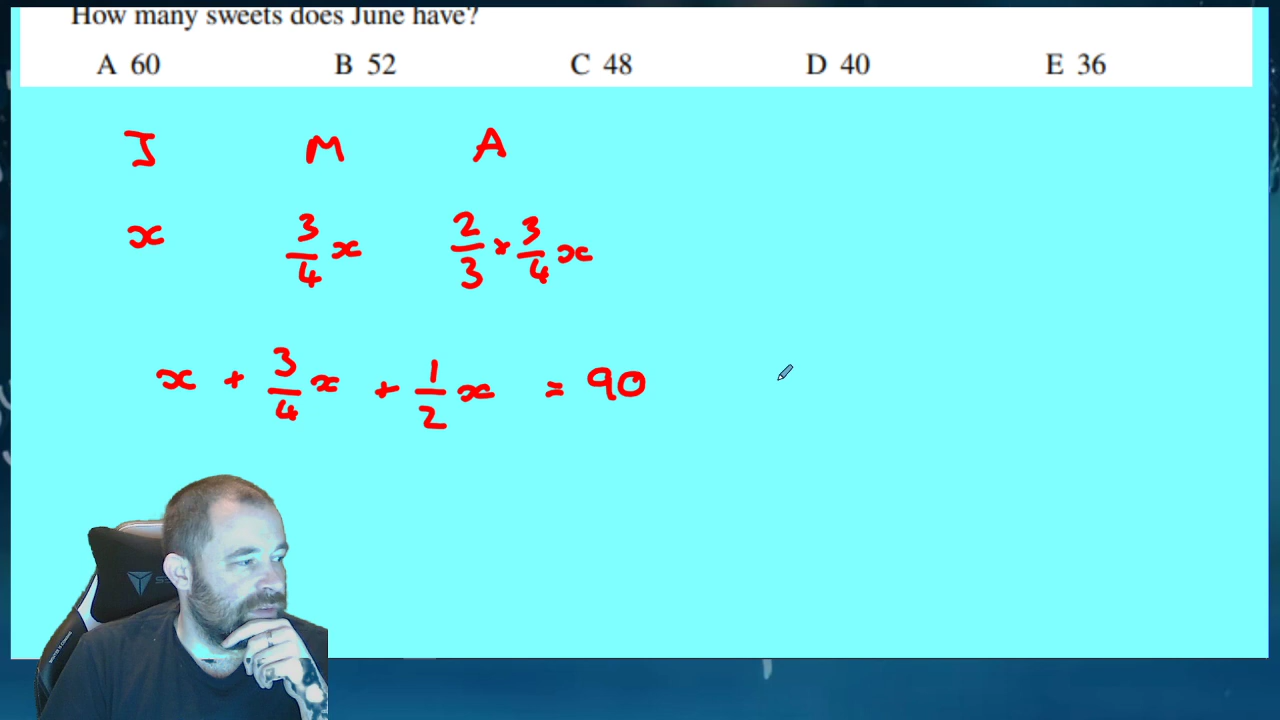 How many sweets does June have?
A 60 B 52 C 48 D 40 E 36
J M A
x 3/4 x 2/3 × 3/4 x
x + 3/4 x + 1/2 x = 90